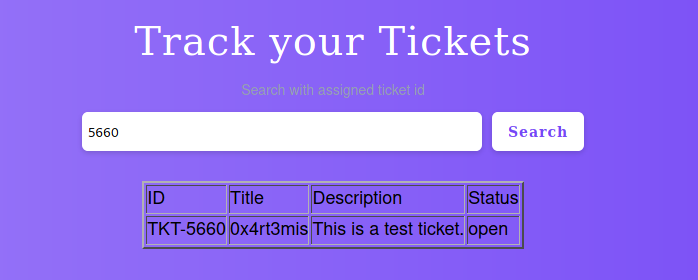 Track your Tickets
Search with assigned ticket id
5660 Search
ID Title Description Status
TKT-5660 0x4rt3mis This is a test ticket. open